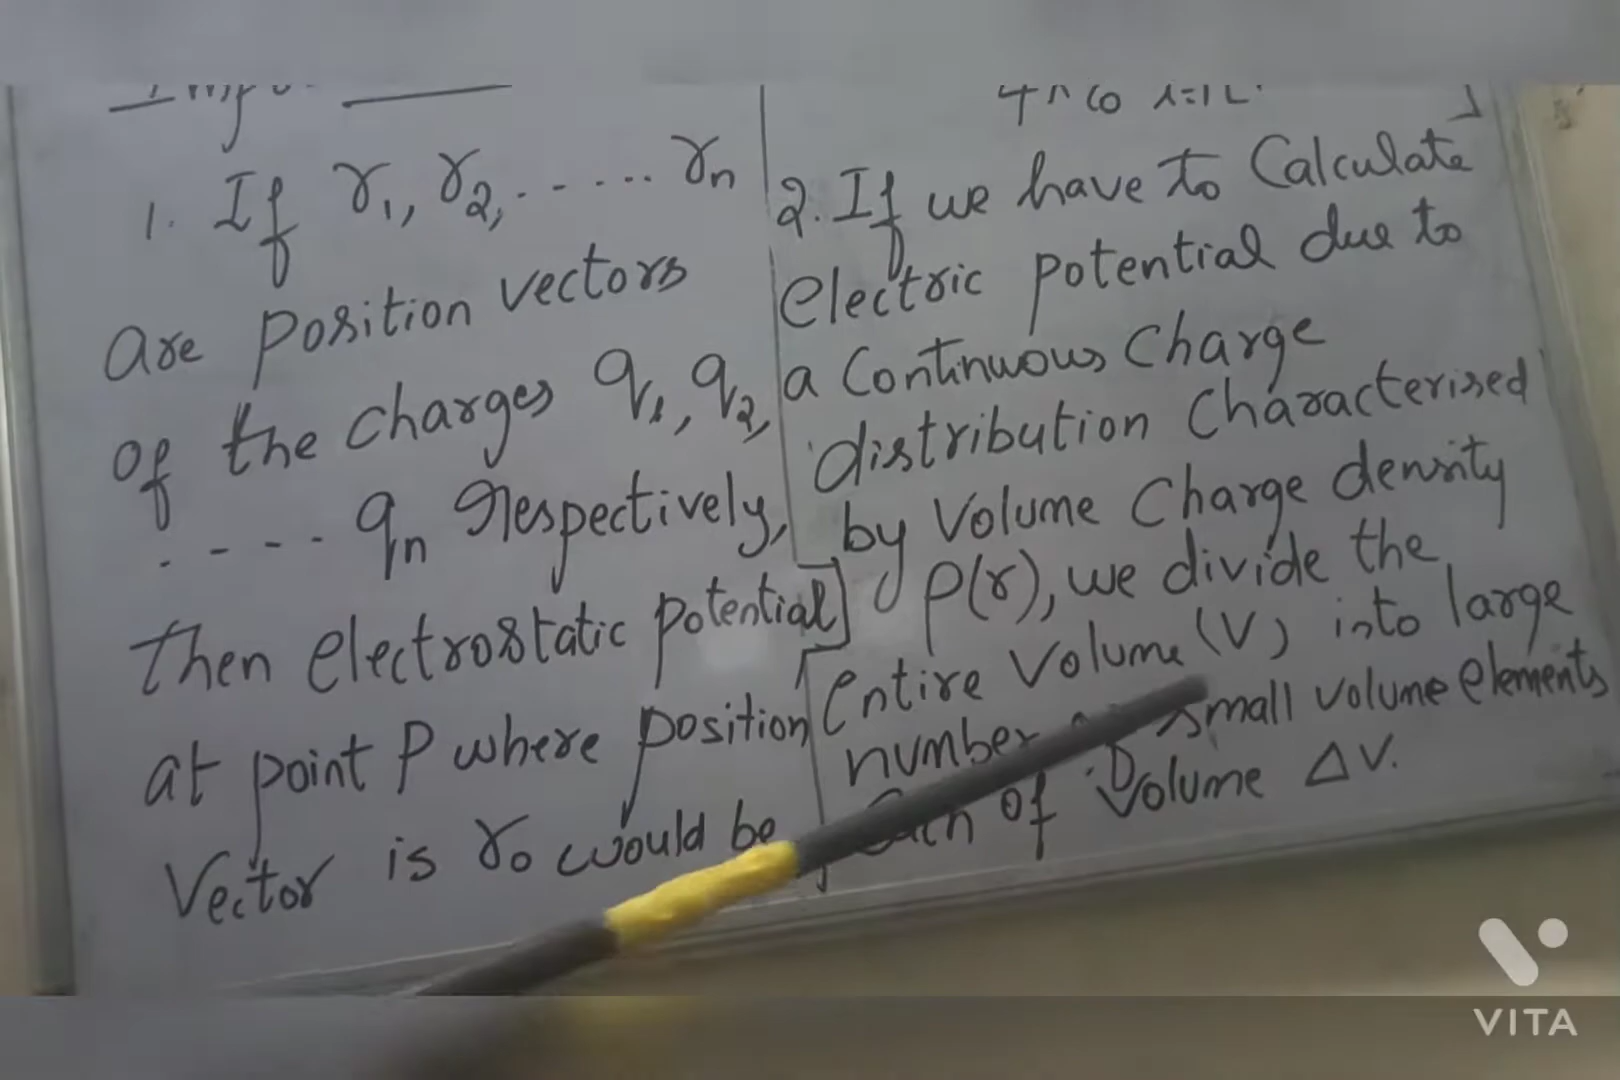 1. If r₁, r₂, ...... rₙ
are position vectors
of the charges q₁, q₂,
..... qₙ respectively,
then electrostatic potential
at point P where position
vector is r₀ would be
2. If we have to Calculate
electric potential due to
a Continuous Charge
distribution Characterised
by Volume Charge density
ρ(r), we divide the
entire Volume (V) into large
number small volume elements
of Volume ΔV.
VITA